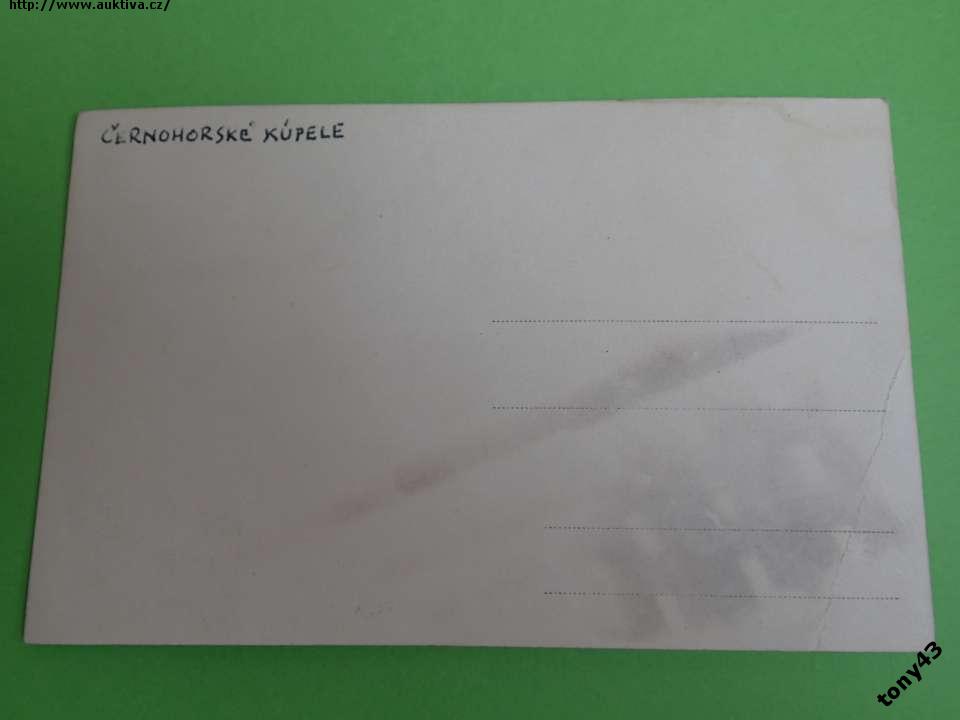 http://www.auktiva.cz/
ČERNOHORSKÉ KÚPELE
tony43